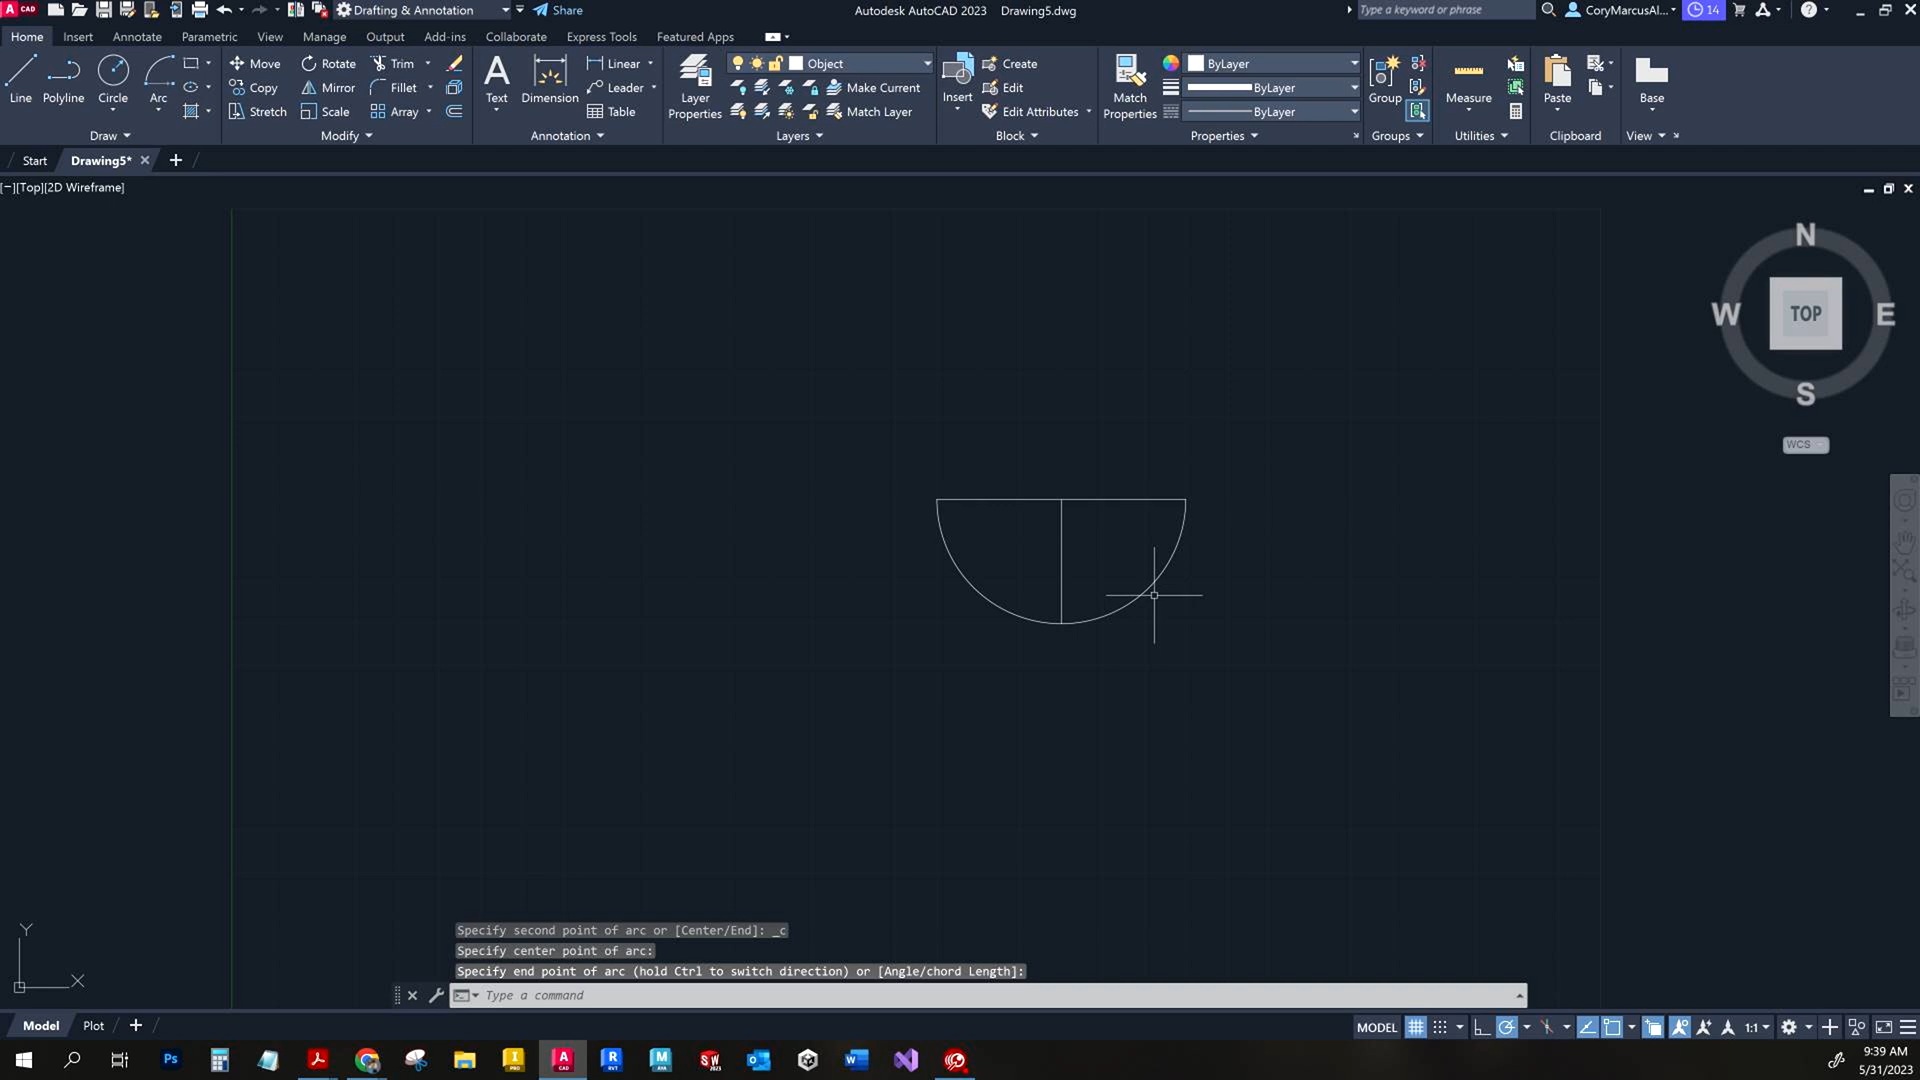 A CAD
Drafting & Annotation
Share
Autodesk AutoCAD 2023 Drawing5.dwg
Type a keyword or phrase
CoryMarcusAl...
14
Home Insert Annotate Parametric View Manage Output Add-ins Collaborate Express Tools Featured Apps
Move Rotate Trim
Linear
Object
Create
ByLayer
Copy Mirror Fillet
Leader
Make Current
Edit
ByLayer
Line Polyline Circle Arc
Text Dimension
Layer Properties
Insert
Match Properties
Group
Measure
Paste
Base
Stretch Scale Array
Table
Match Layer
Edit Attributes
ByLayer
Draw Modify Annotation Layers Block Properties Groups Utilities Clipboard View
Start Drawing5*
[−][Top][2D Wireframe]
N
W TOP E
S
WCS
Specify second point of arc or [Center/End]: _c
Specify center point of arc:
Specify end point of arc (hold Ctrl to switch direction) or [Angle/chord Length]:
Type a command
Y
X
Model Plot
MODEL
1:1
9:39 AM
5/31/2023